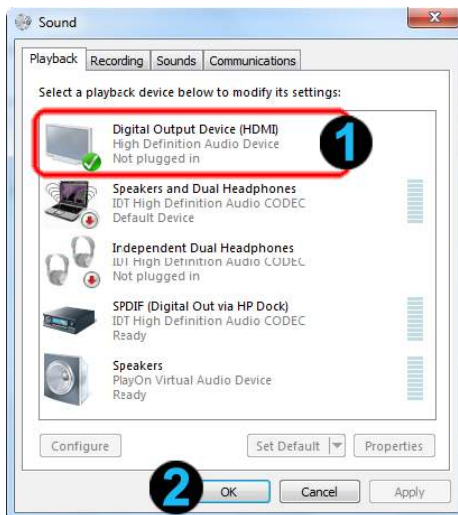 Sound
Playback Recording Sounds Communications
Select a playback device below to modify its settings:
Digital Output Device (HDMI)
High Definition Audio Device
Not plugged in
1
Speakers and Dual Headphones
IDT High Definition Audio CODEC
Default Device
Independent Dual Headphones
IDT High Definition Audio CODEC
Not plugged in
SPDIF (Digital Out via HP Dock)
IDT High Definition Audio CODEC
Ready
Speakers
PlayOn Virtual Audio Device
Ready
Configure Set Default Properties
2 OK Cancel Apply